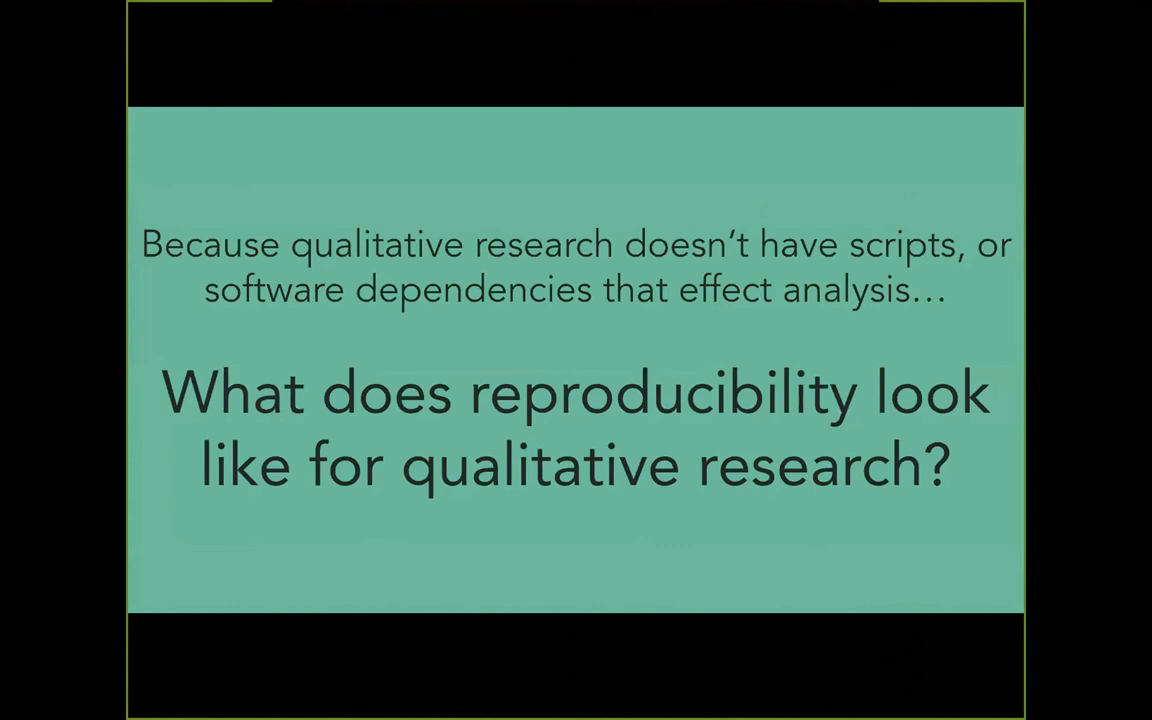 Because qualitative research doesn’t have scripts, or
software dependencies that effect analysis…
What does reproducibility look
like for qualitative research?